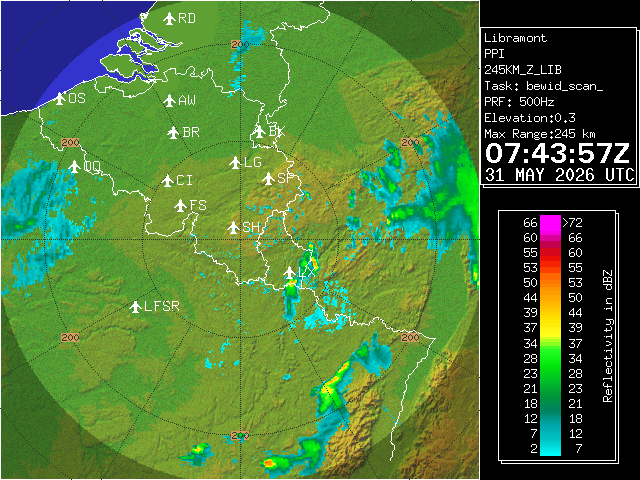 Libramont
PPI
245KM_Z_LIB
Task: bewid_scan_
PRF: 500Hz
Elevation:0.3
Max Range:245 km
07:43:57Z
31 MAY 2026 UTC
RD
200
OS
AW
BR
BK
200
200
QQ
LG
CI
SP
FS
SH
LX
LFSR
200
200
200
66 >72
60 66
55 60
53 55
50 53
44 50
39 44
37 39
34 37
28 34
23 28
21 23
18 21
12 18
7 12
2 7
Reflectivity in dBZ